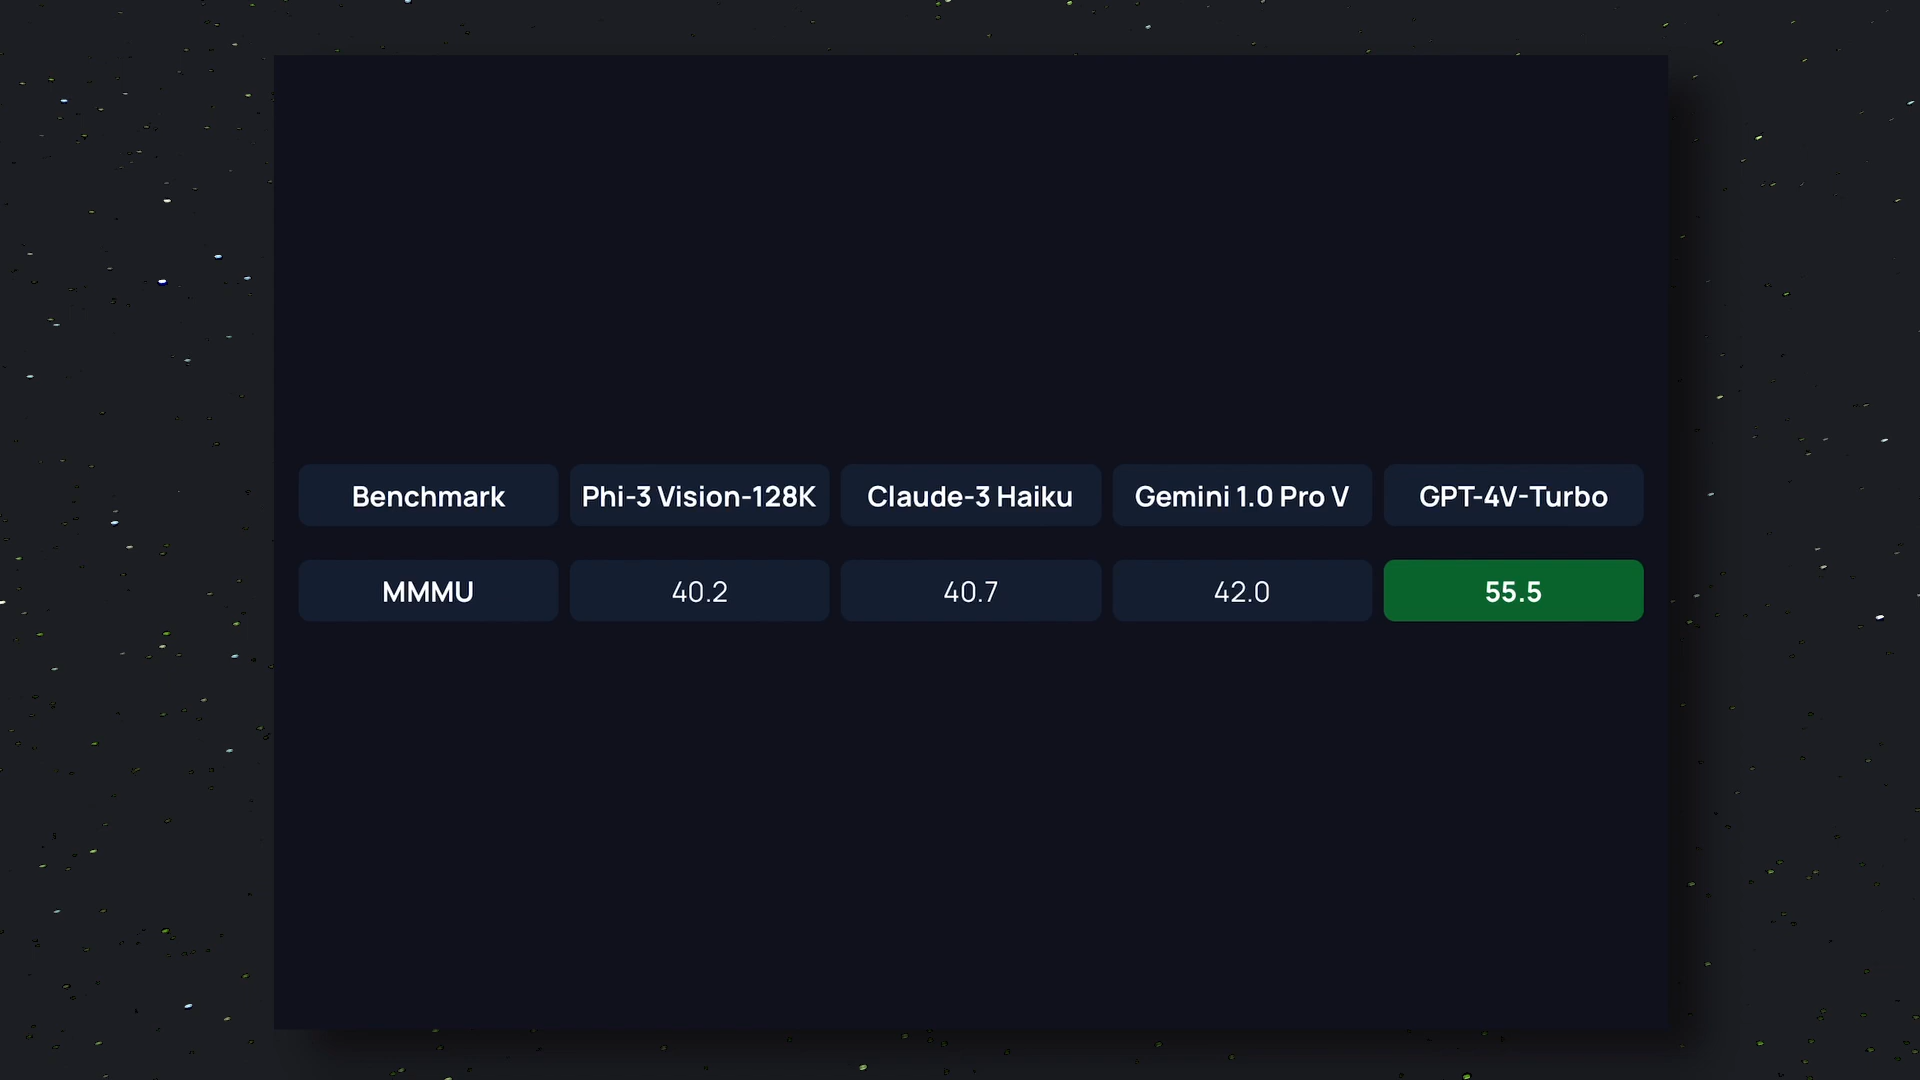 Benchmark Phi-3 Vision-128K Claude-3 Haiku Gemini 1.0 Pro V GPT-4V-Turbo
MMMU 40.2 40.7 42.0 55.5